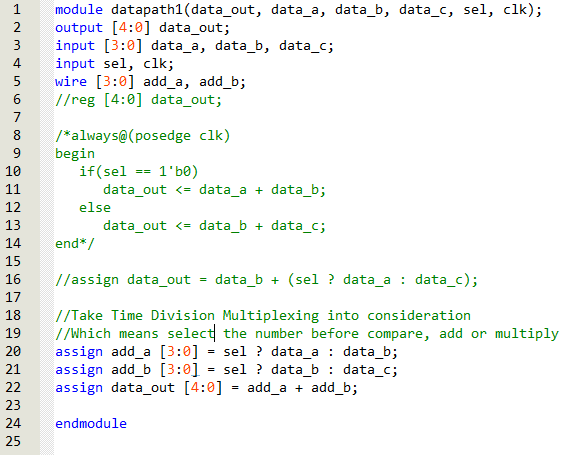 1 module datapath1(data_out, data_a, data_b, data_c, sel, clk);
2 output [4:0] data_out;
3 input [3:0] data_a, data_b, data_c;
4 input sel, clk;
5 wire [3:0] add_a, add_b;
6 //reg [4:0] data_out;
7
8 /*always@(posedge clk)
9 begin
10 if(sel == 1'b0)
11 data_out <= data_a + data_b;
12 else
13 data_out <= data_b + data_c;
14 end*/
15
16 //assign data_out = data_b + (sel ? data_a : data_c);
17
18 //Take Time Division Multiplexing into consideration
19 //Which means select the number before compare, add or multiply
20 assign add_a [3:0] = sel ? data_a : data_b;
21 assign add_b [3:0] = sel ? data_b : data_c;
22 assign data_out [4:0] = add_a + add_b;
23
24 endmodule
25